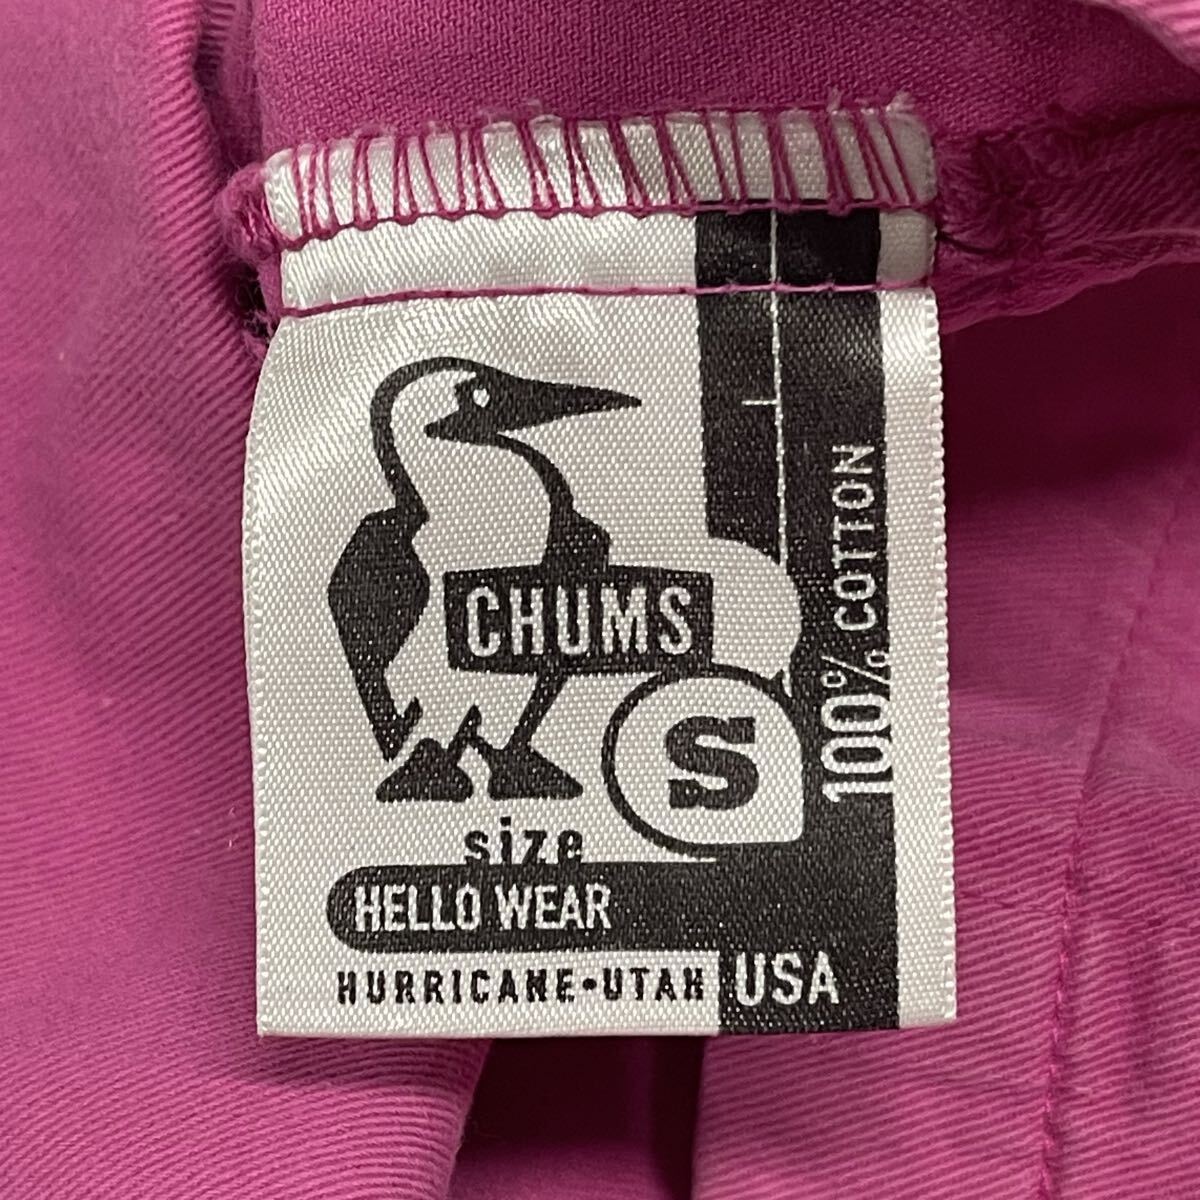 CHUMS
S
size
100% COTTON
HELLO WEAR
HURRICANE•UTAH USA